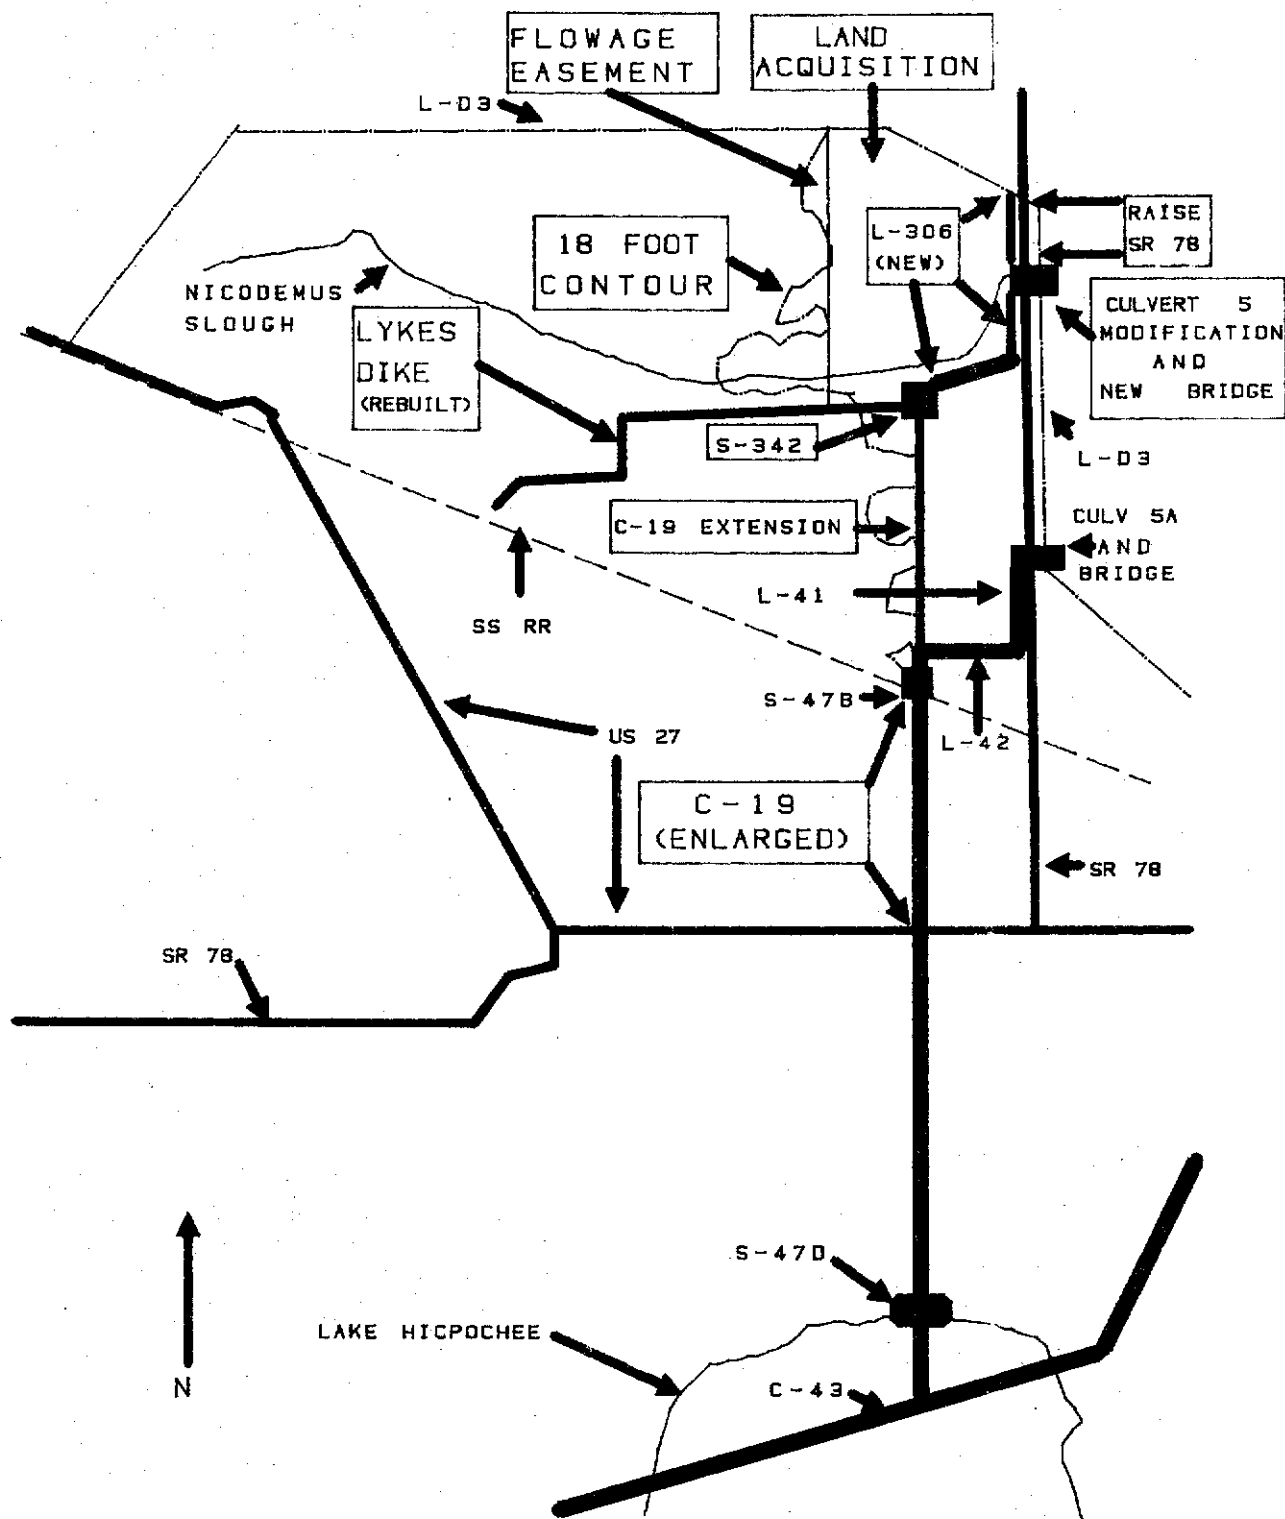 FLOWAGE
EASEMENT
LAND
ACQUISITION
L-D3
RAISE
SR 78
L-306
(NEW)
18 FOOT
CONTOUR
NICODEMUS
SLOUGH
LYKES
DIKE
(REBUILT)
CULVERT 5
MODIFICATION
AND
NEW BRIDGE
S-342
L-D3
C-19 EXTENSION
CULV 5A
AND
BRIDGE
L-41
SS RR
S-47B
L-42
US 27
C-19
(ENLARGED)
SR 78
SR 78
S-47D
LAKE HICPOCHEE
C-43
N